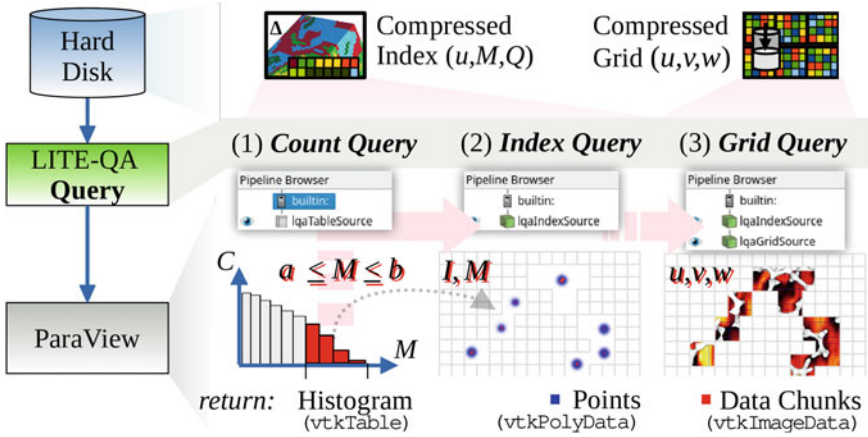 Hard
Disk
Δ
Compressed
Index (u,M,Q)
Compressed
Grid (u,v,w)
LITE-QA
Query
(1) Count Query
(2) Index Query
(3) Grid Query
Pipeline Browser
builtin:
lqaTableSource
Pipeline Browser
builtin:
lqaIndexSource
Pipeline Browser
builtin:
lqaIndexSource
lqaGridSource
ParaView
C
a ≤ M ≤ b
M
I, M
u,v,w
return:
Histogram
(vtkTable)
Points
(vtkPolyData)
Data Chunks
(vtkImageData)